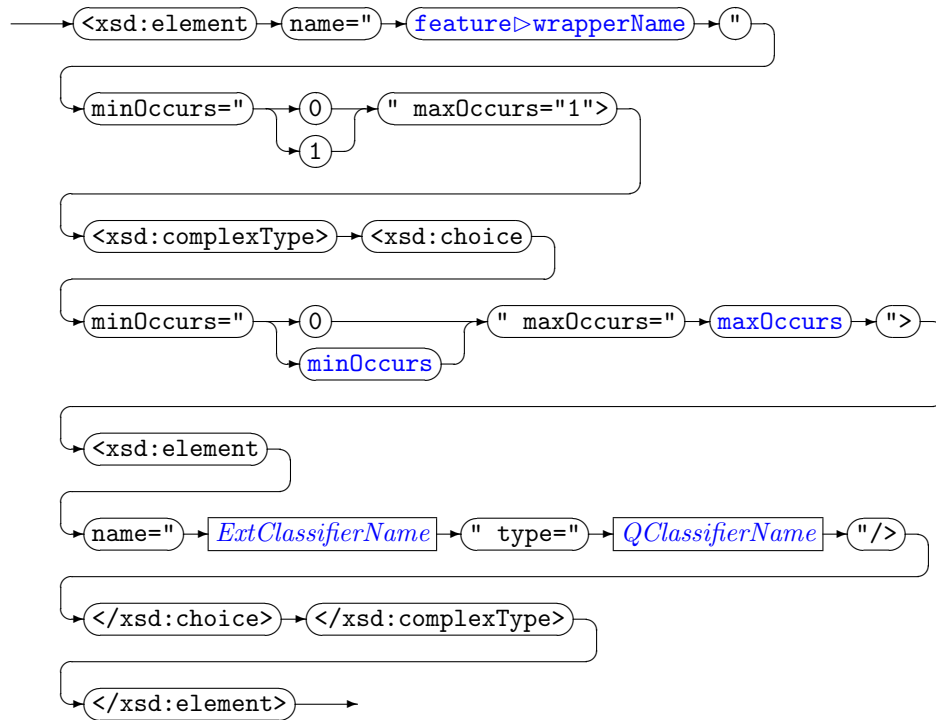 <xsd:element name=" feature▷wrapperName "
minOccurs=" 0 " maxOccurs="1">
1
<xsd:complexType> <xsd:choice
minOccurs=" 0 " maxOccurs=" maxOccurs ">
minOccurs
<xsd:element
name=" ExtClassifierName " type=" QClassifierName "/>
</xsd:choice> </xsd:complexType>
</xsd:element>